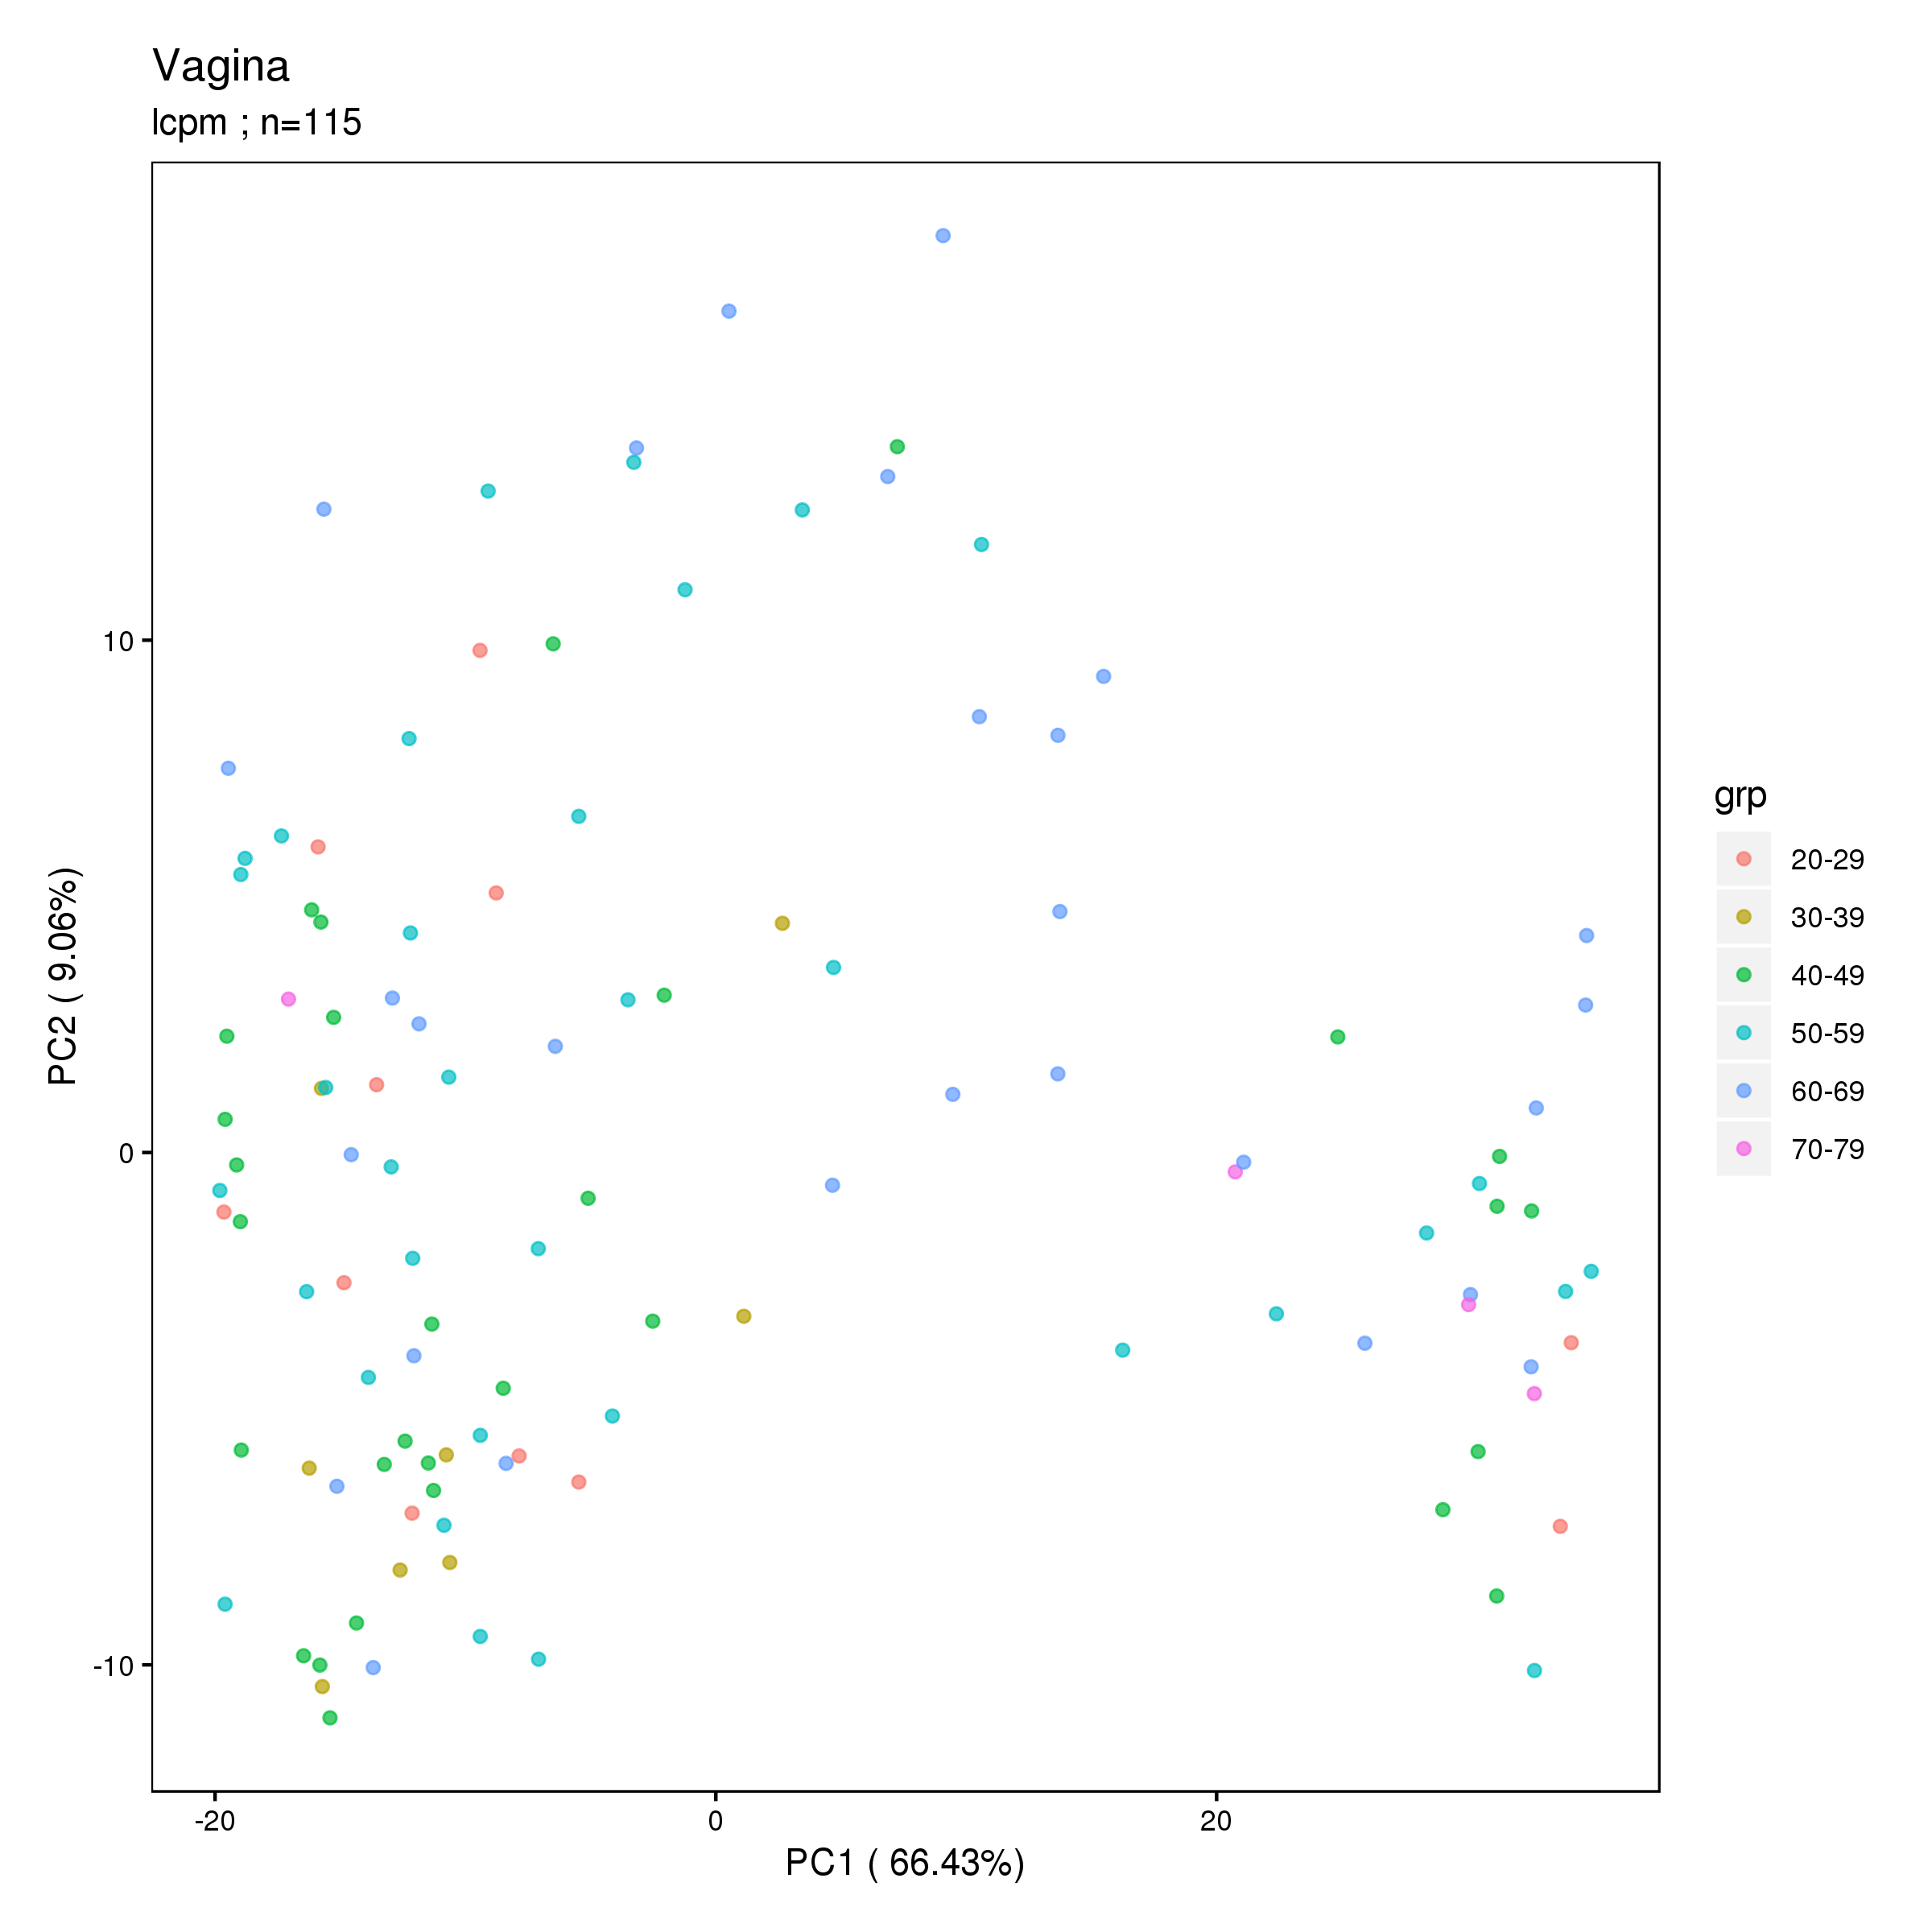 Vagina
lcpm ; n=115
PC2 ( 9.06%)
10
0
-10
-20
0
20
PC1 ( 66.43%)
grp
20-29
30-39
40-49
50-59
60-69
70-79